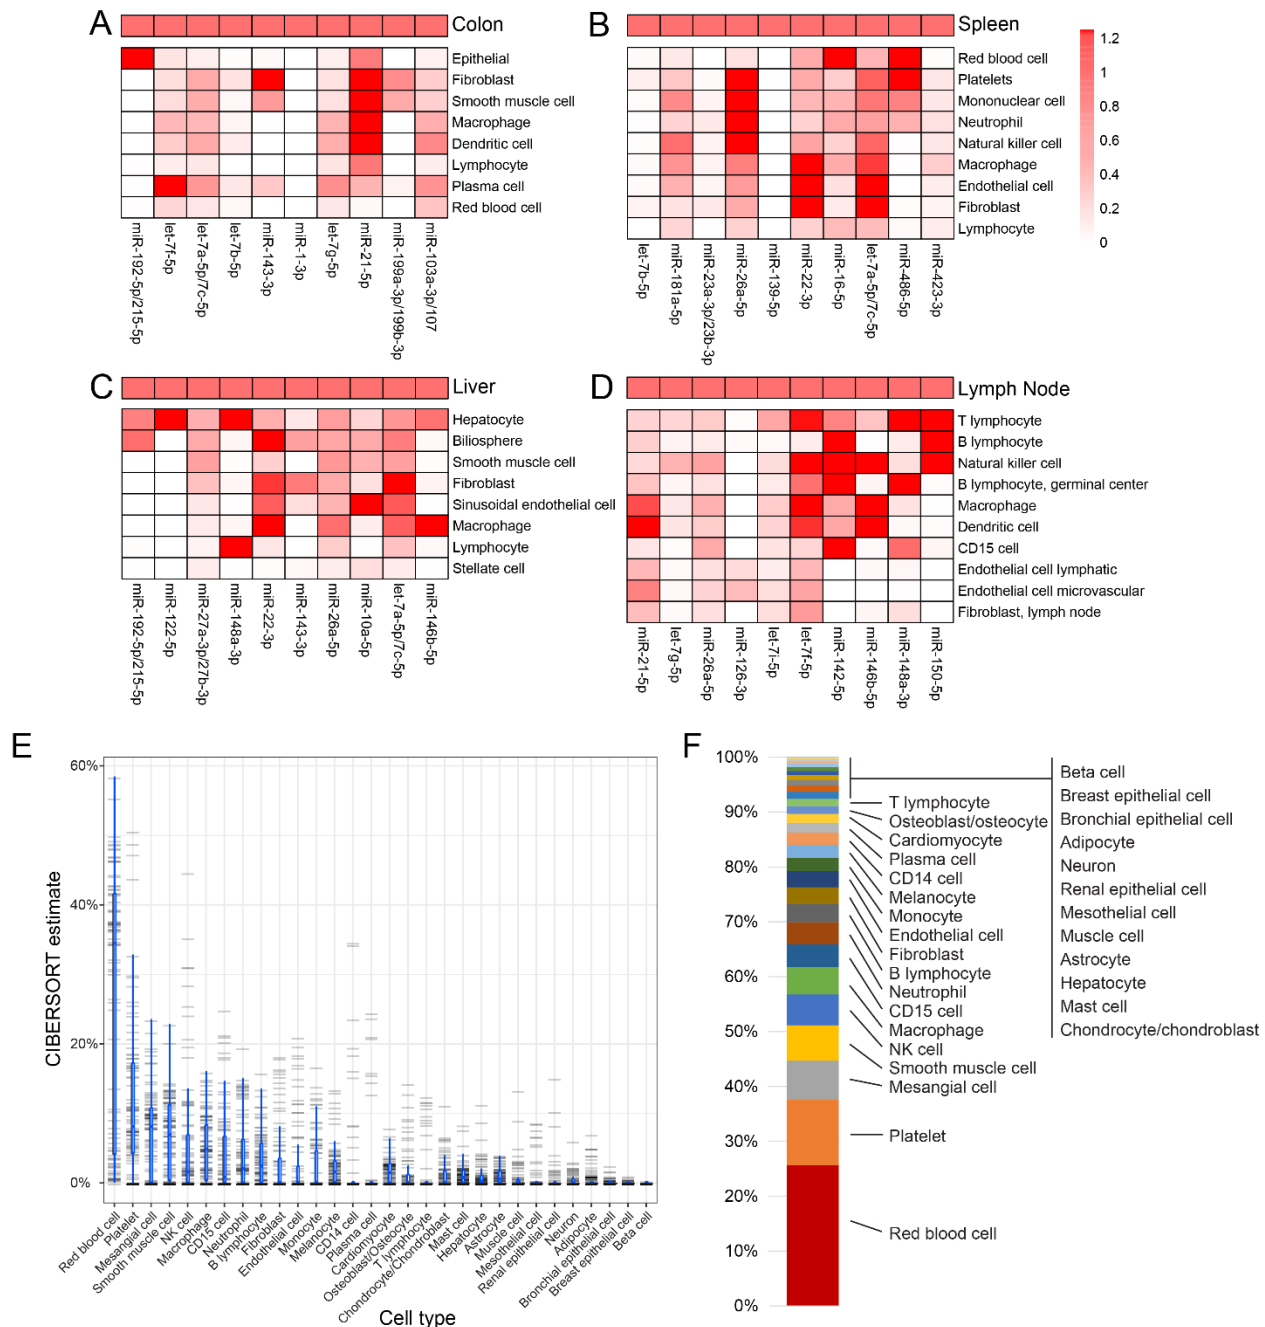 A
Colon
Epithelial
Fibroblast
Smooth muscle cell
Macrophage
Dendritic cell
Lymphocyte
Plasma cell
Red blood cell
miR-192-5p/215-5p
let-7f-5p
let-7a-5p/7c-5p
let-7b-5p
miR-143-3p
miR-1-3p
let-7g-5p
miR-21-5p
miR-199a-3p/199b-3p
miR-103a-3p/107
B
Spleen
Red blood cell
Platelets
Mononuclear cell
Neutrophil
Natural killer cell
Macrophage
Endothelial cell
Fibroblast
Lymphocyte
let-7b-5p
miR-181a-5p
miR-23a-3p/23b-3p
miR-26a-5p
miR-139-5p
miR-22-3p
miR-16-5p
let-7a-5p/7c-5p
miR-486-5p
miR-423-3p
1.2
1
0.8
0.6
0.4
0.2
0
C
Liver
Hepatocyte
Biliosphere
Smooth muscle cell
Fibroblast
Sinusoidal endothelial cell
Macrophage
Lymphocyte
Stellate cell
miR-192-5p/215-5p
miR-122-5p
miR-27a-3p/27b-3p
miR-148a-3p
miR-22-3p
miR-143-3p
miR-26a-5p
miR-10a-5p
let-7a-5p/7c-5p
miR-146b-5p
D
Lymph Node
T lymphocyte
B lymphocyte
Natural killer cell
B lymphocyte, germinal center
Macrophage
Dendritic cell
CD15 cell
Endothelial cell lymphatic
Endothelial cell microvascular
Fibroblast, lymph node
miR-21-5p
let-7g-5p
miR-26a-5p
miR-126-3p
let-7i-5p
let-7f-5p
miR-142-5p
miR-146b-5p
miR-148a-3p
miR-150-5p
E
CIBERSORT estimate
60%
40%
20%
0%
Red blood cell
Platelet
Mesangial cell
Smooth muscle cell
NK cell
Macrophage
CD15 cell
Neutrophil
B lymphocyte
Fibroblast
Endothelial cell
Monocyte
Melanocyte
CD14 cell
Plasma cell
Cardiomyocyte
Osteoblast/Osteocyte
T lymphocyte
Chondrocyte/Chondroblast
Mast cell
Hepatocyte
Astrocyte
Muscle cell
Mesothelial cell
Renal epithelial cell
Neuron
Adipocyte
Bronchial epithelial cell
Breast epithelial cell
Beta cell
Cell type
F
100%
90%
80%
70%
60%
50%
40%
30%
20%
10%
0%
T lymphocyte
Osteoblast/osteocyte
Cardiomyocyte
Plasma cell
CD14 cell
Melanocyte
Monocyte
Endothelial cell
Fibroblast
B lymphocyte
Neutrophil
CD15 cell
Macrophage
NK cell
Smooth muscle cell
Mesangial cell
Platelet
Red blood cell
Beta cell
Breast epithelial cell
Bronchial epithelial cell
Adipocyte
Neuron
Renal epithelial cell
Mesothelial cell
Muscle cell
Astrocyte
Hepatocyte
Mast cell
Chondrocyte/chondroblast